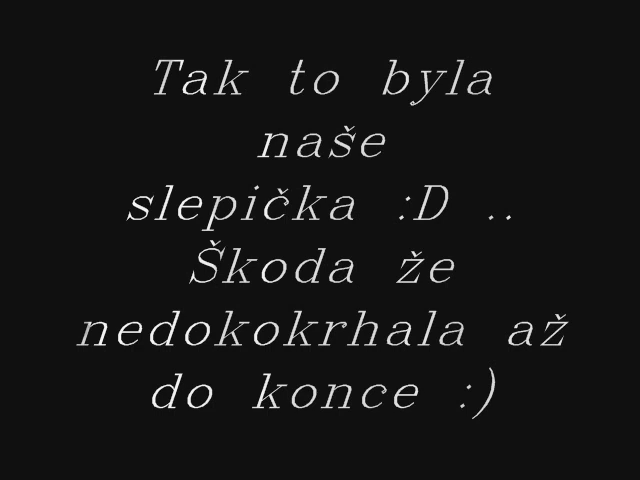 Tak to byla
naše
slepička :D ..
Škoda že
nedokokrhala až
do konce :)